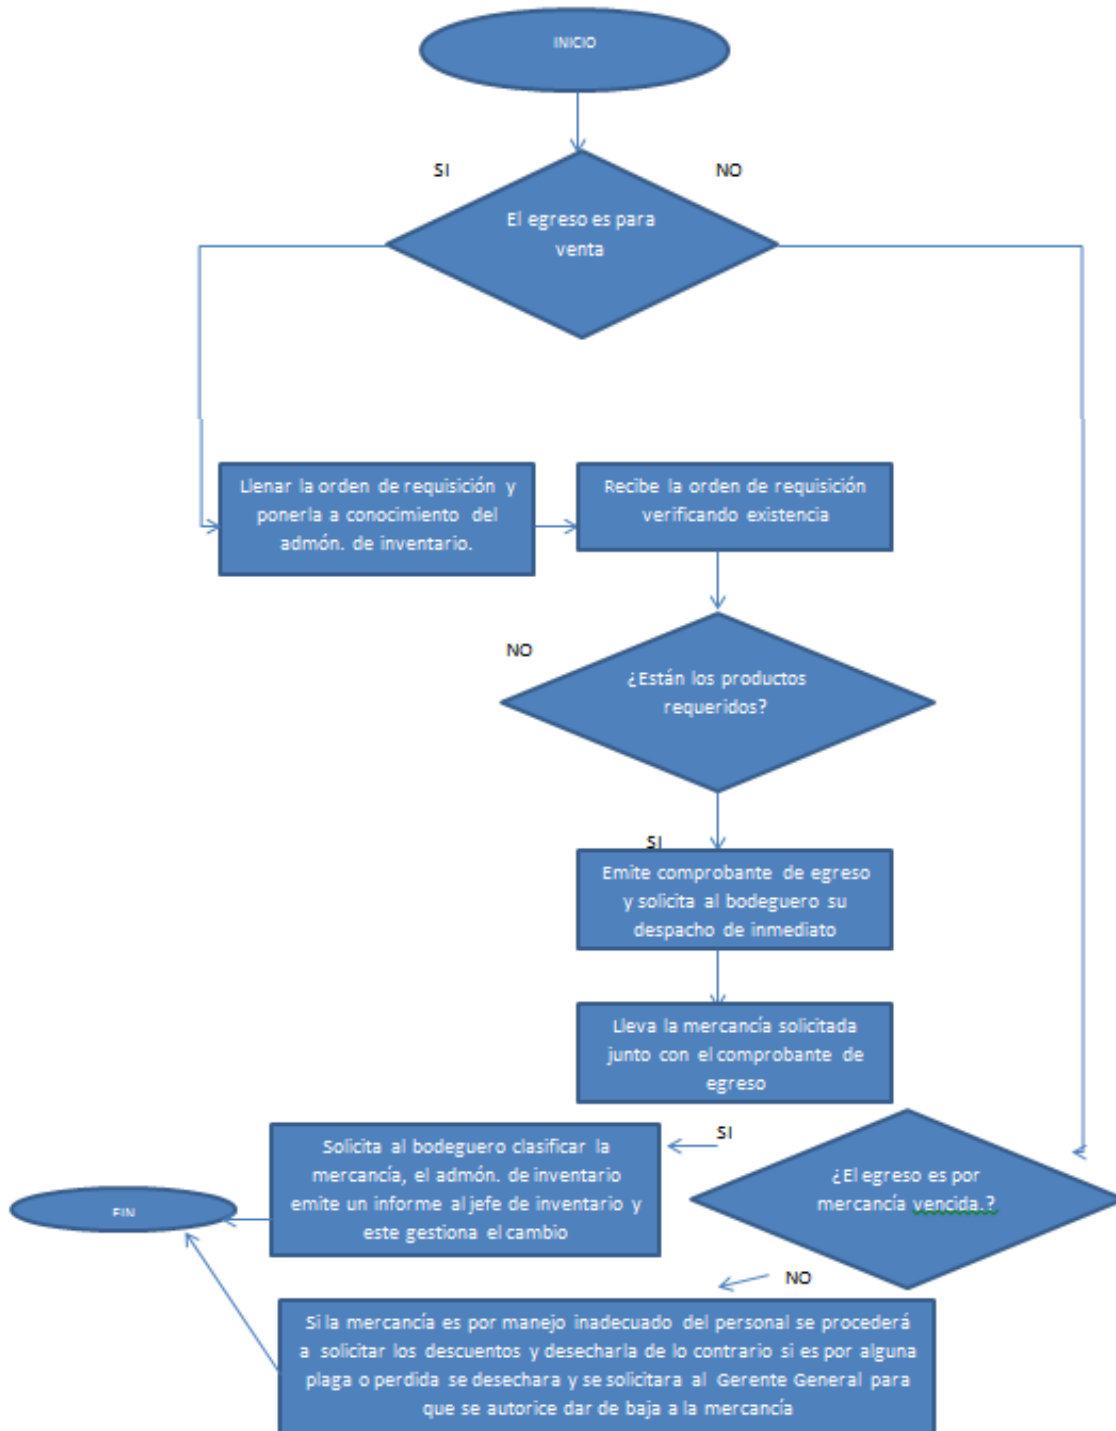 INICIO
SI
NO
El egreso es para
venta
Llenar la orden de requisición y
ponerla a conocimiento del
admón. de inventario.
Recibe la orden de requisición
verificando existencia
NO
¿Están los productos
requeridos?
SI
Emite comprobante de egreso
y solicita al bodeguero su
despacho de inmediato
Lleva la mercancía solicitada
junto con el comprobante de
egreso
SI
¿El egreso es por
mercancía vencida.?
Solicita al bodeguero clasificar la
mercancía, el admón. de inventario
emite un informe al jefe de inventario y
este gestiona el cambio
FIN
NO
Si la mercancía es por manejo inadecuado del personal se procederá
a solicitar los descuentos y desecharla de lo contrario si es por alguna
plaga o perdida se desechara y se solicitara al Gerente General para
que se autorice dar de baja a la mercancía